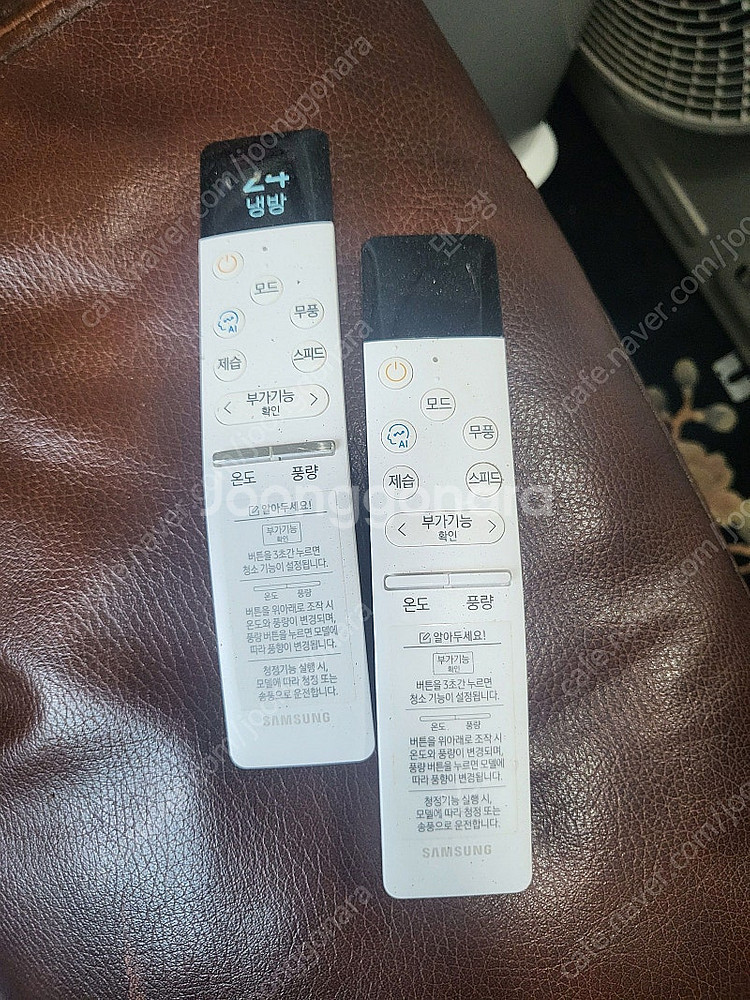 24
냉방
모드
AI
무풍
제습
스피드
< 부가기능 >
확인
온도 풍량
알아두세요!
부가기능
확인
버튼을 3초간 누르면
청소 기능이 설정됩니다.
온도 풍량
버튼을 위아래로 조작 시
온도와 풍량이 변경되며,
풍량 버튼을 누르면 모델에
따라 풍향이 변경됩니다.
청정기능 실행 시,
모델에 따라 청정 또는
송풍으로 운전합니다.
SAMSUNG
모드
AI
무풍
제습
스피드
< 부가기능 >
확인
온도 풍량
알아두세요!
부가기능
확인
버튼을 3초간 누르면
청소 기능이 설정됩니다.
온도 풍량
버튼을 위아래로 조작 시
온도와 풍량이 변경되며,
풍량 버튼을 누르면 모델에
따라 풍향이 변경됩니다.
청정기능 실행 시,
모델에 따라 청정 또는
송풍으로 운전합니다.
SAMSUNG
Joonggonara
cafe.naver.com/joonggonara